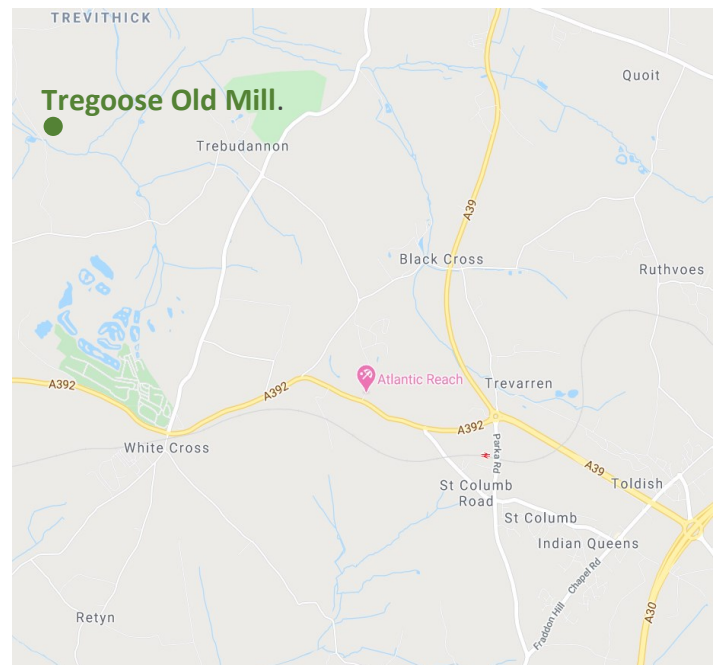 TREVITHICK
Quoit
Tregoose Old Mill.
Trebudannon
A39
Black Cross
Ruthvoes
Atlantic Reach
A392
A392
Trevarren
A392
White Cross
Parka Rd
A39
St Columb
Road
Toldish
St Columb
Indian Queens
Chapel Rd
Fraddon Hill
A30
Retyn